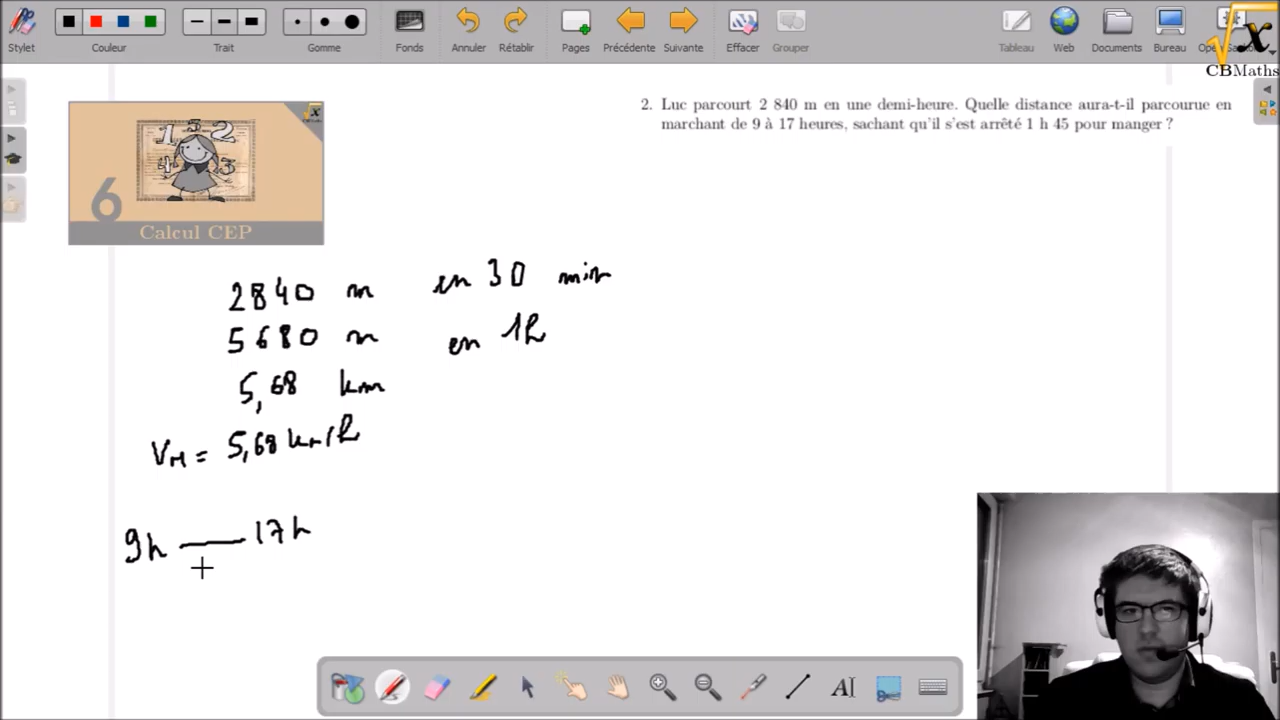 Stylet
Couleur
Trait
Gomme
Fonds
Annuler
Rétablir
Pages
Précédente
Suivante
Effacer
Grouper
Tableau
Web
Documents
Bureau
CBMaths
2. Luc parcourt 2 840 m en une demi-heure. Quelle distance aura-t-il parcourue en
marchant de 9 à 17 heures, sachant qu'il s'est arrêté 1 h 45 pour manger ?
6
Calcul CEP
2840 m en 30 min
5680 m en 1h
5,68 km
VM = 5,68 km/h
9h — 17h